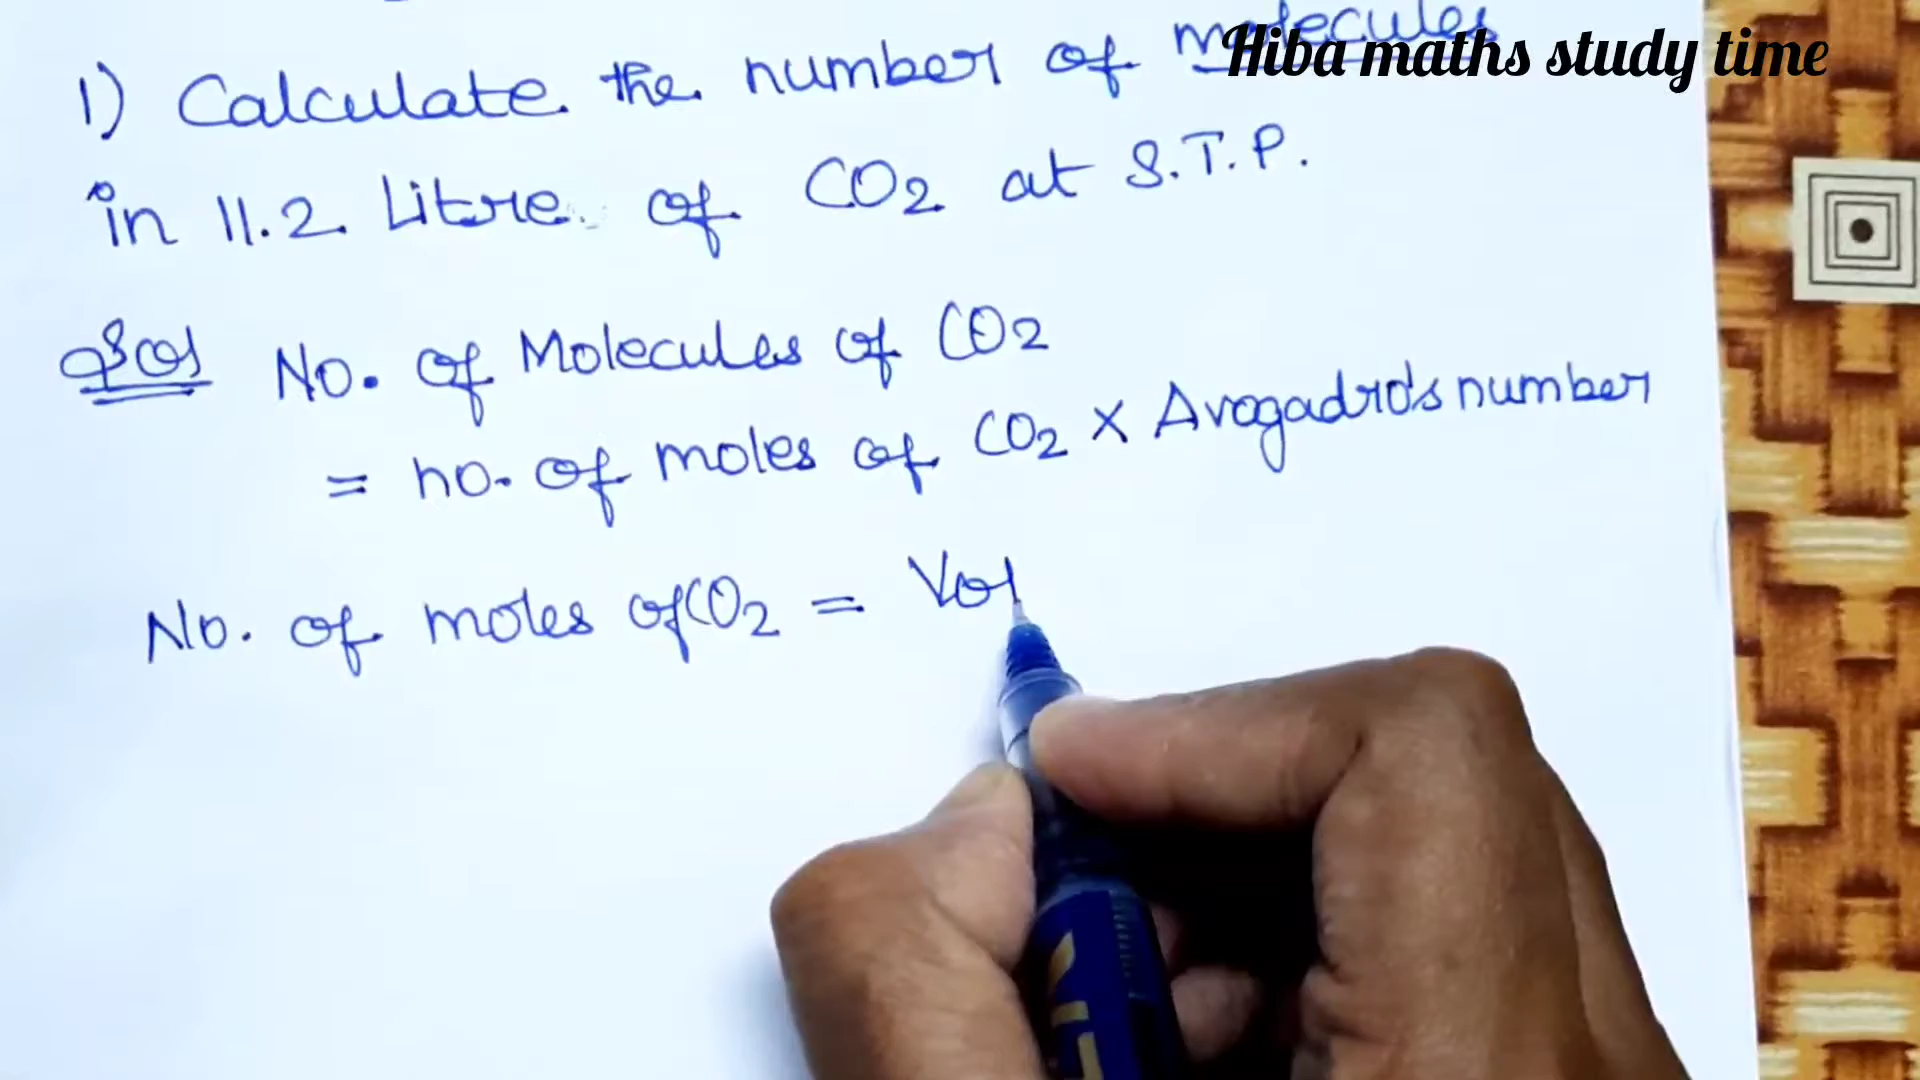 Hiba maths study time
1) Calculate the number of molecules
in 11.2 Litre of CO2 at S.T.P.
Sol No. of Molecules of CO2
= no. of moles of CO2 × Avogadro's number
No. of moles of CO2 = Vol